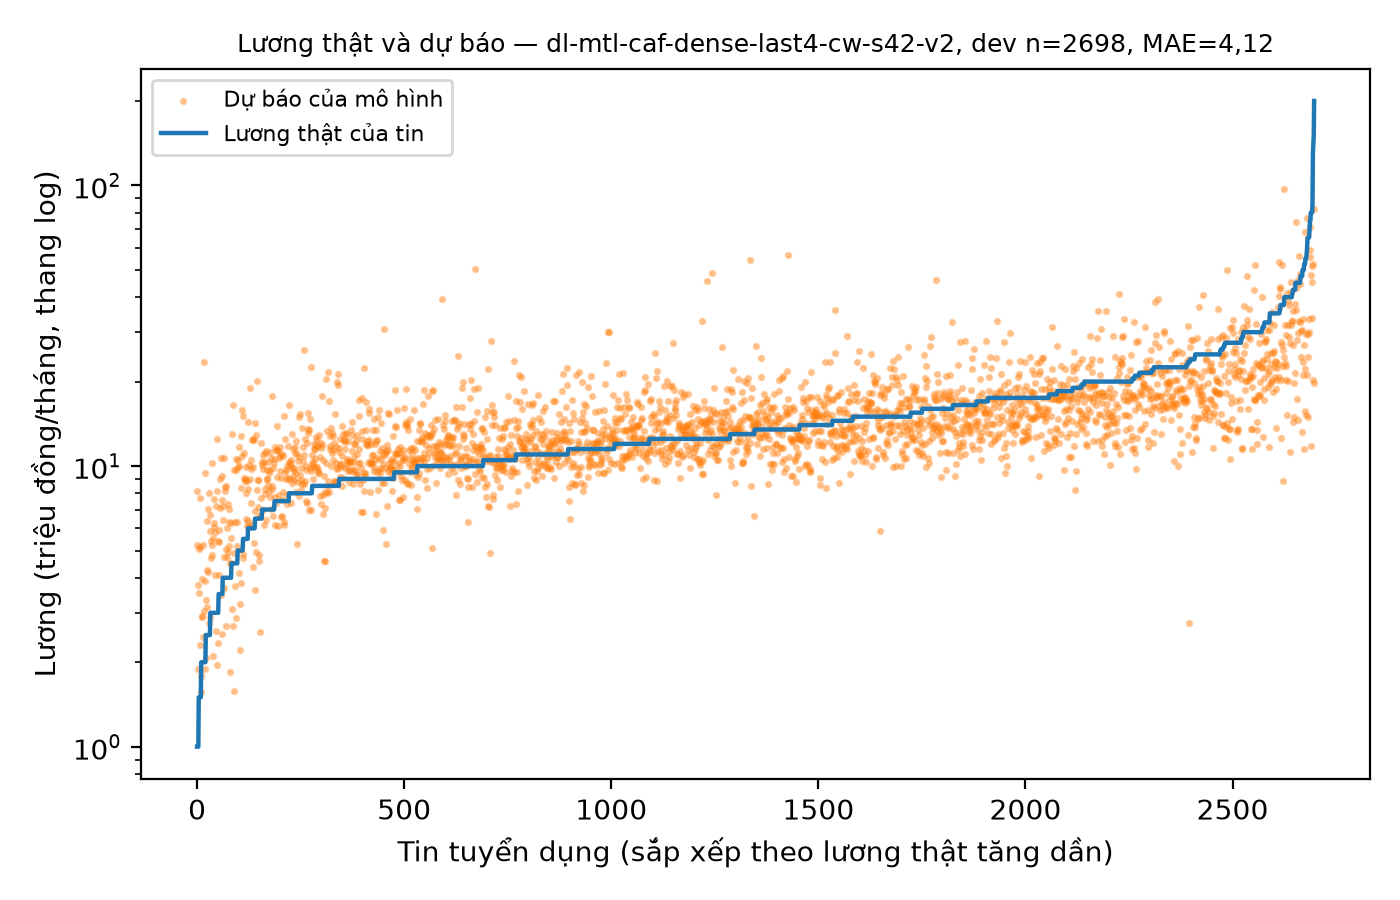 Lương thật và dự báo — dl-mtl-caf-dense-last4-cw-s42-v2, dev n=2698, MAE=4,12
Dự báo của mô hình
Lương thật của tin
Lương (triệu đồng/tháng, thang log)
10²
10¹
10⁰
0 500 1000 1500 2000 2500
Tin tuyển dụng (sắp xếp theo lương thật tăng dần)